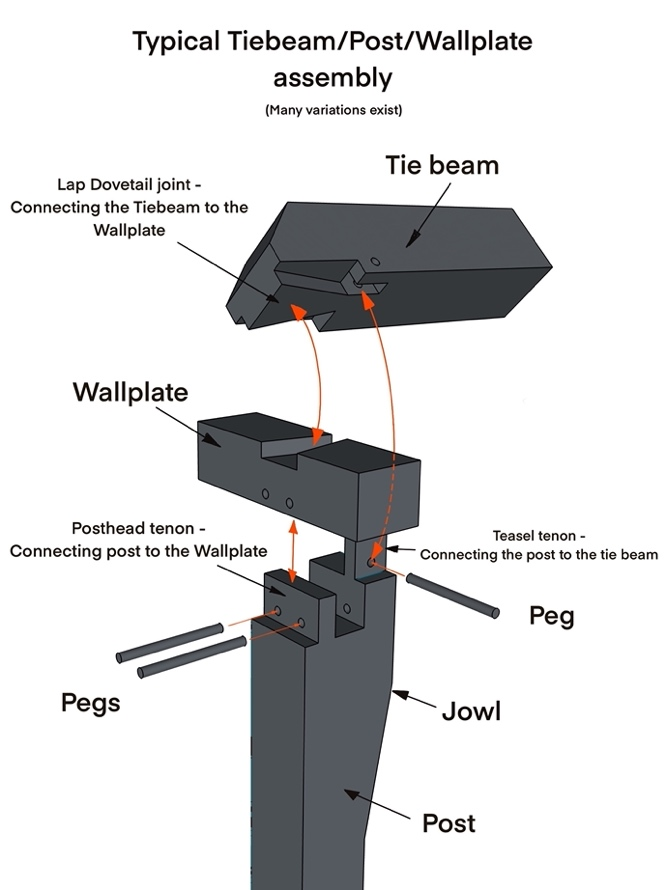 Typical Tiebeam/Post/Wallplate
assembly
(Many variations exist)
Tie beam
Lap Dovetail joint -
Connecting the Tiebeam to the
Wallplate
Wallplate
Posthead tenon -
Connecting post to the Wallplate
Teasel tenon -
Connecting the post to the tie beam
Peg
Pegs
Jowl
Post